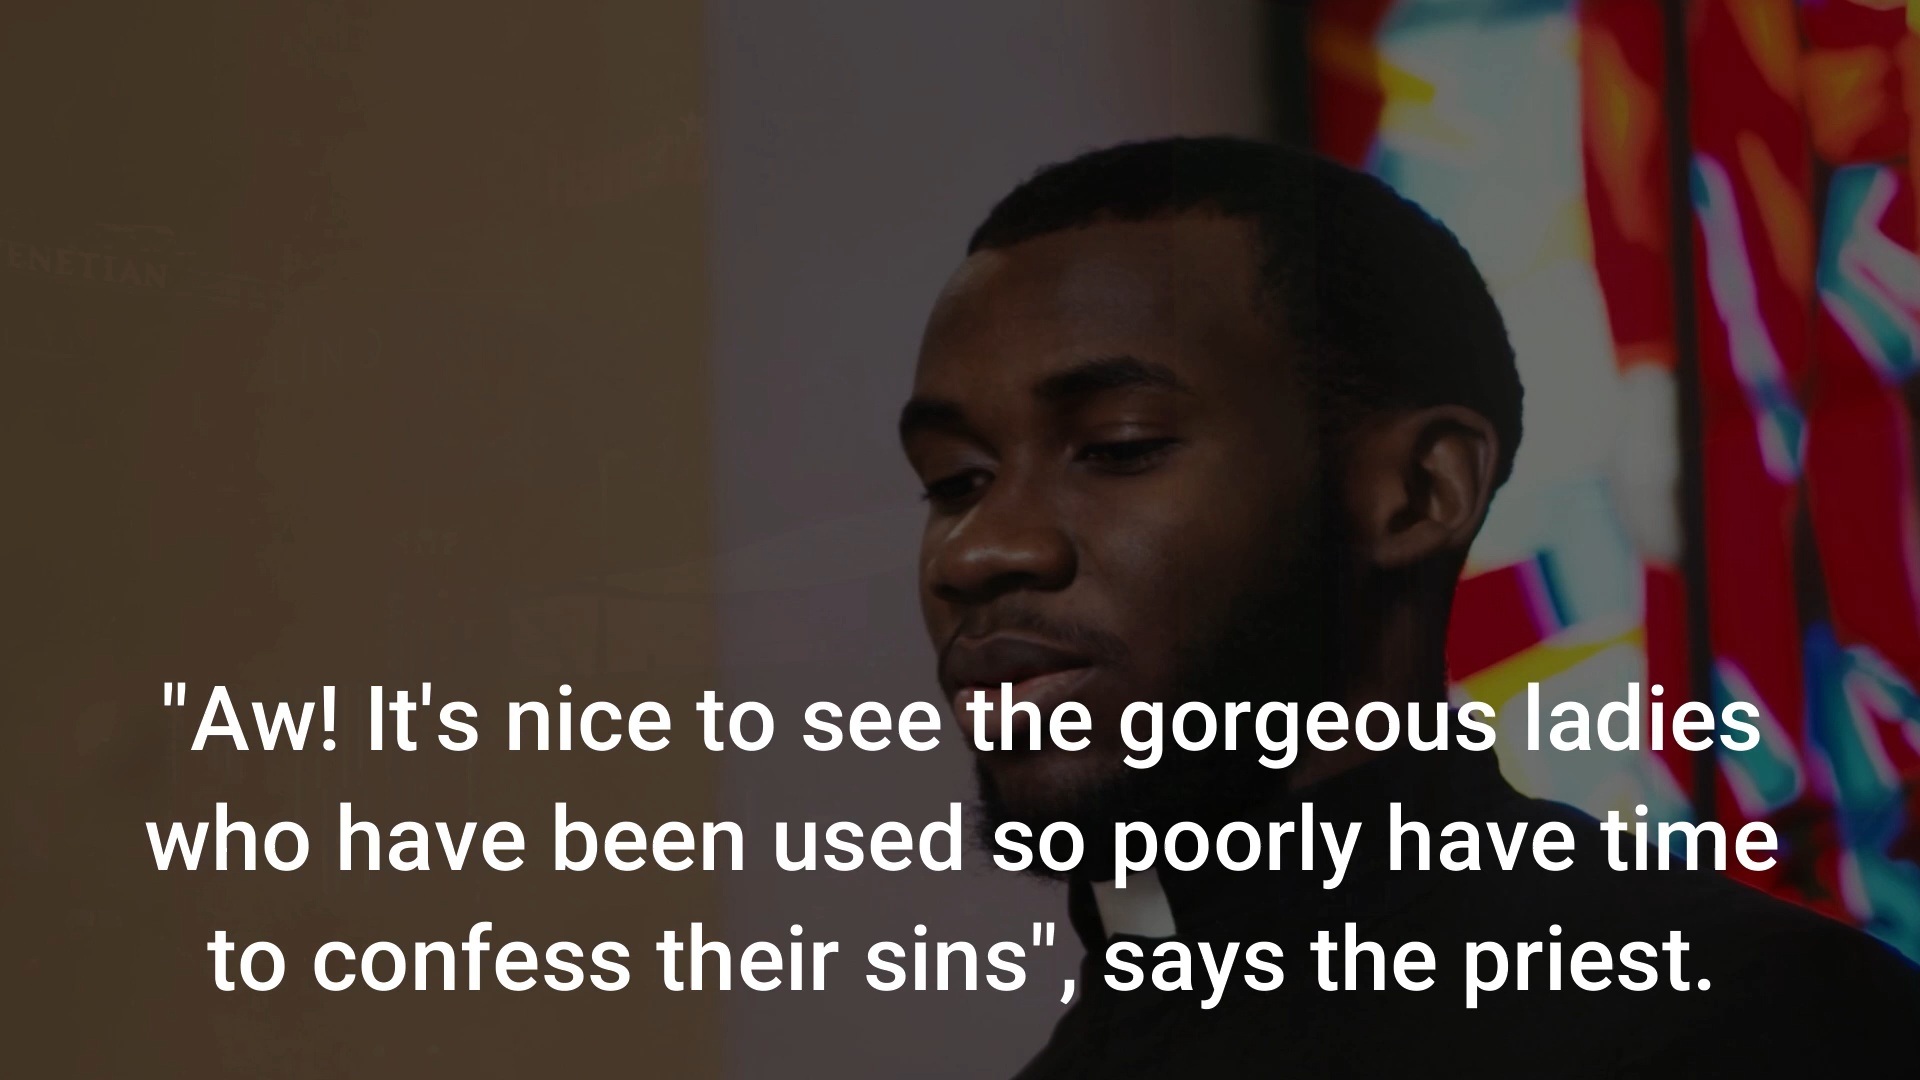 ENETIAN
"Aw! It's nice to see the gorgeous ladies
who have been used so poorly have time
to confess their sins", says the priest.